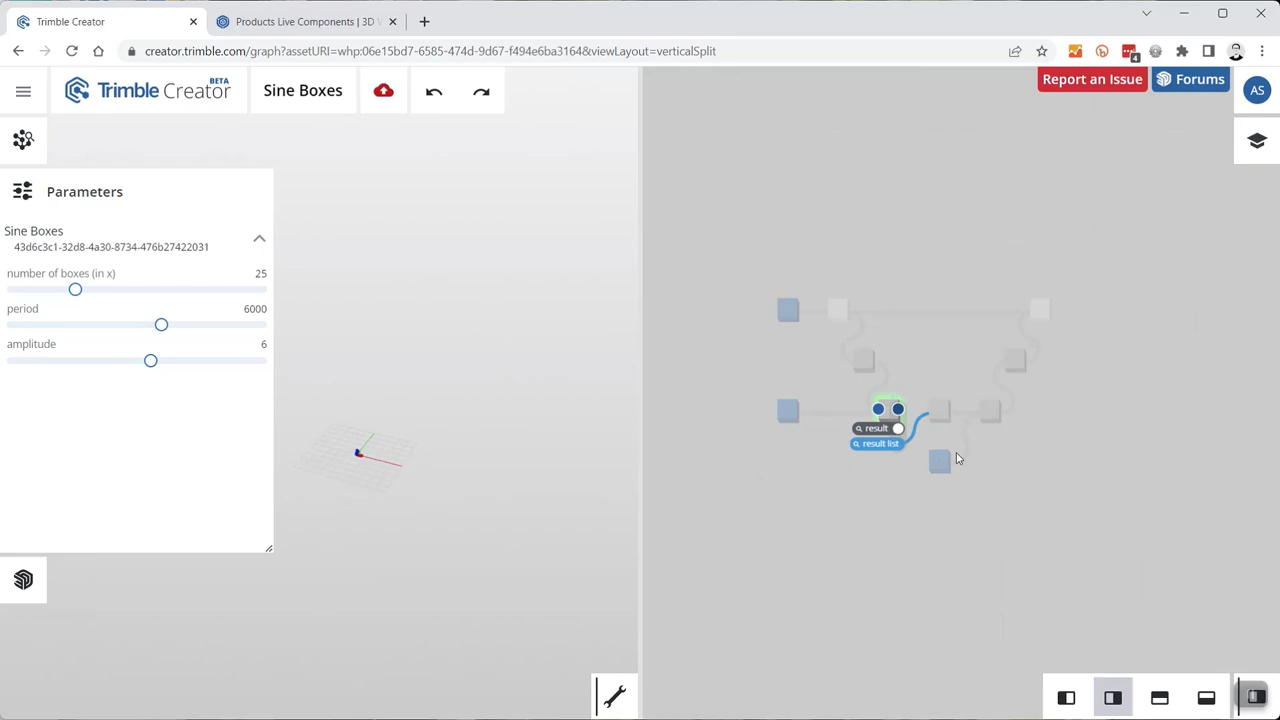 Trimble Creator
Products Live Components | 3D
creator.trimble.com/graph?assetURI=whp:06e15bd7-6585-474d-9d67-f494e6ba3164&viewLayout=verticalSplit
4
Trimble Creator BETA
Sine Boxes
Report an Issue
Forums
AS
Parameters
Sine Boxes
43d6c3c1-32d8-4a30-8734-476b27422031
number of boxes (in x) 25
period 6000
amplitude 6
result
result list